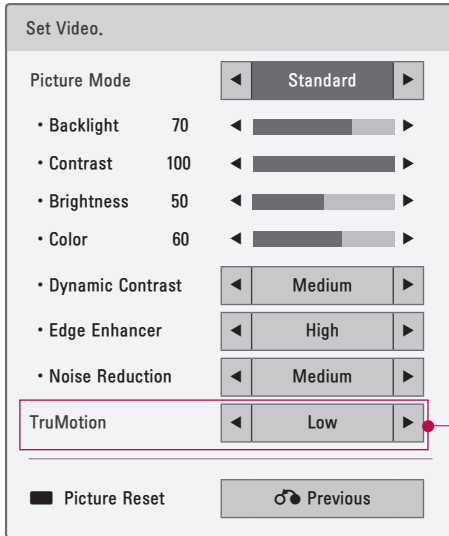 Set Video.
Picture Mode ◀ Standard ▶
• Backlight 70 ◀ ▶
• Contrast 100 ◀ ▶
• Brightness 50 ◀ ▶
• Color 60 ◀ ▶
• Dynamic Contrast ◀ Medium ▶
• Edge Enhancer ◀ High ▶
• Noise Reduction ◀ Medium ▶
TruMotion ◀ Low ▶
Picture Reset Previous